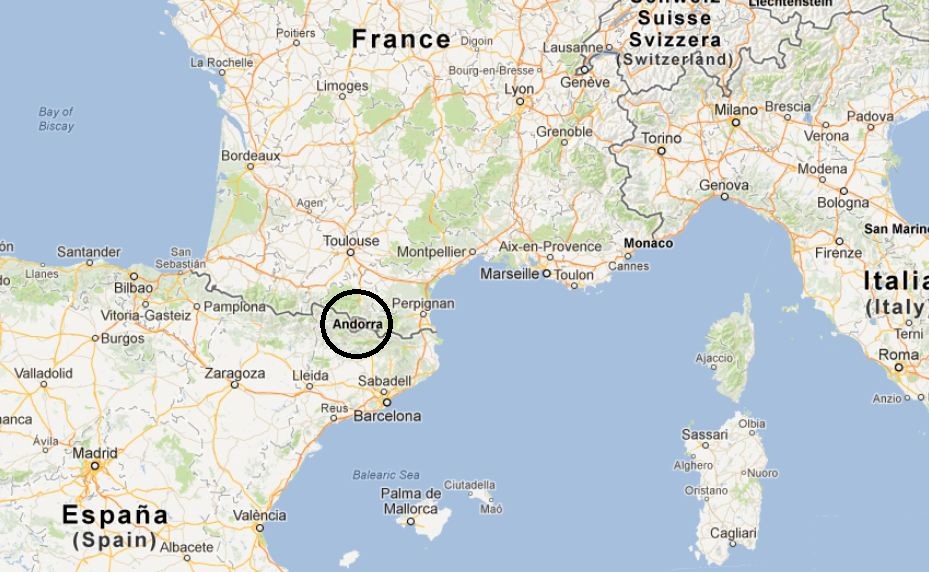 Schweiz
Suisse
Svizzera
(Switzerland)
Liechtenstein
Poitiers
France
Digoin
Lausanne
La Rochelle
Bourg-en-Bresse
Genève
Limoges
Lyon
Milano
Brescia
Bay of
Biscay
Padova
Grenoble
Torino
Verona
Bordeaux
Modena
Genova
Bologna
Agen
Toulouse
Montpellier
Aix-en-Provence
Monaco
San Marino
Firenze
Santander
San
Sebastián
Cannes
Llanes
Marseille
Toulon
Bilbao
Italia
(Italy)
Vitoria-Gasteiz
Pamplona
Perpignan
Andorra
Burgos
Terni
Ajaccio
Roma
Valladolid
Zaragoza
Lleida
Sabadell
Anzio
Reus
Barcelona
Olbia
Ávila
Sassari
Madrid
Alghero
Nuoro
Balearic Sea
Ciutadella
Oristano
Palma de
Mallorca
Maó
España
(Spain)
València
Cagliari
Albacete